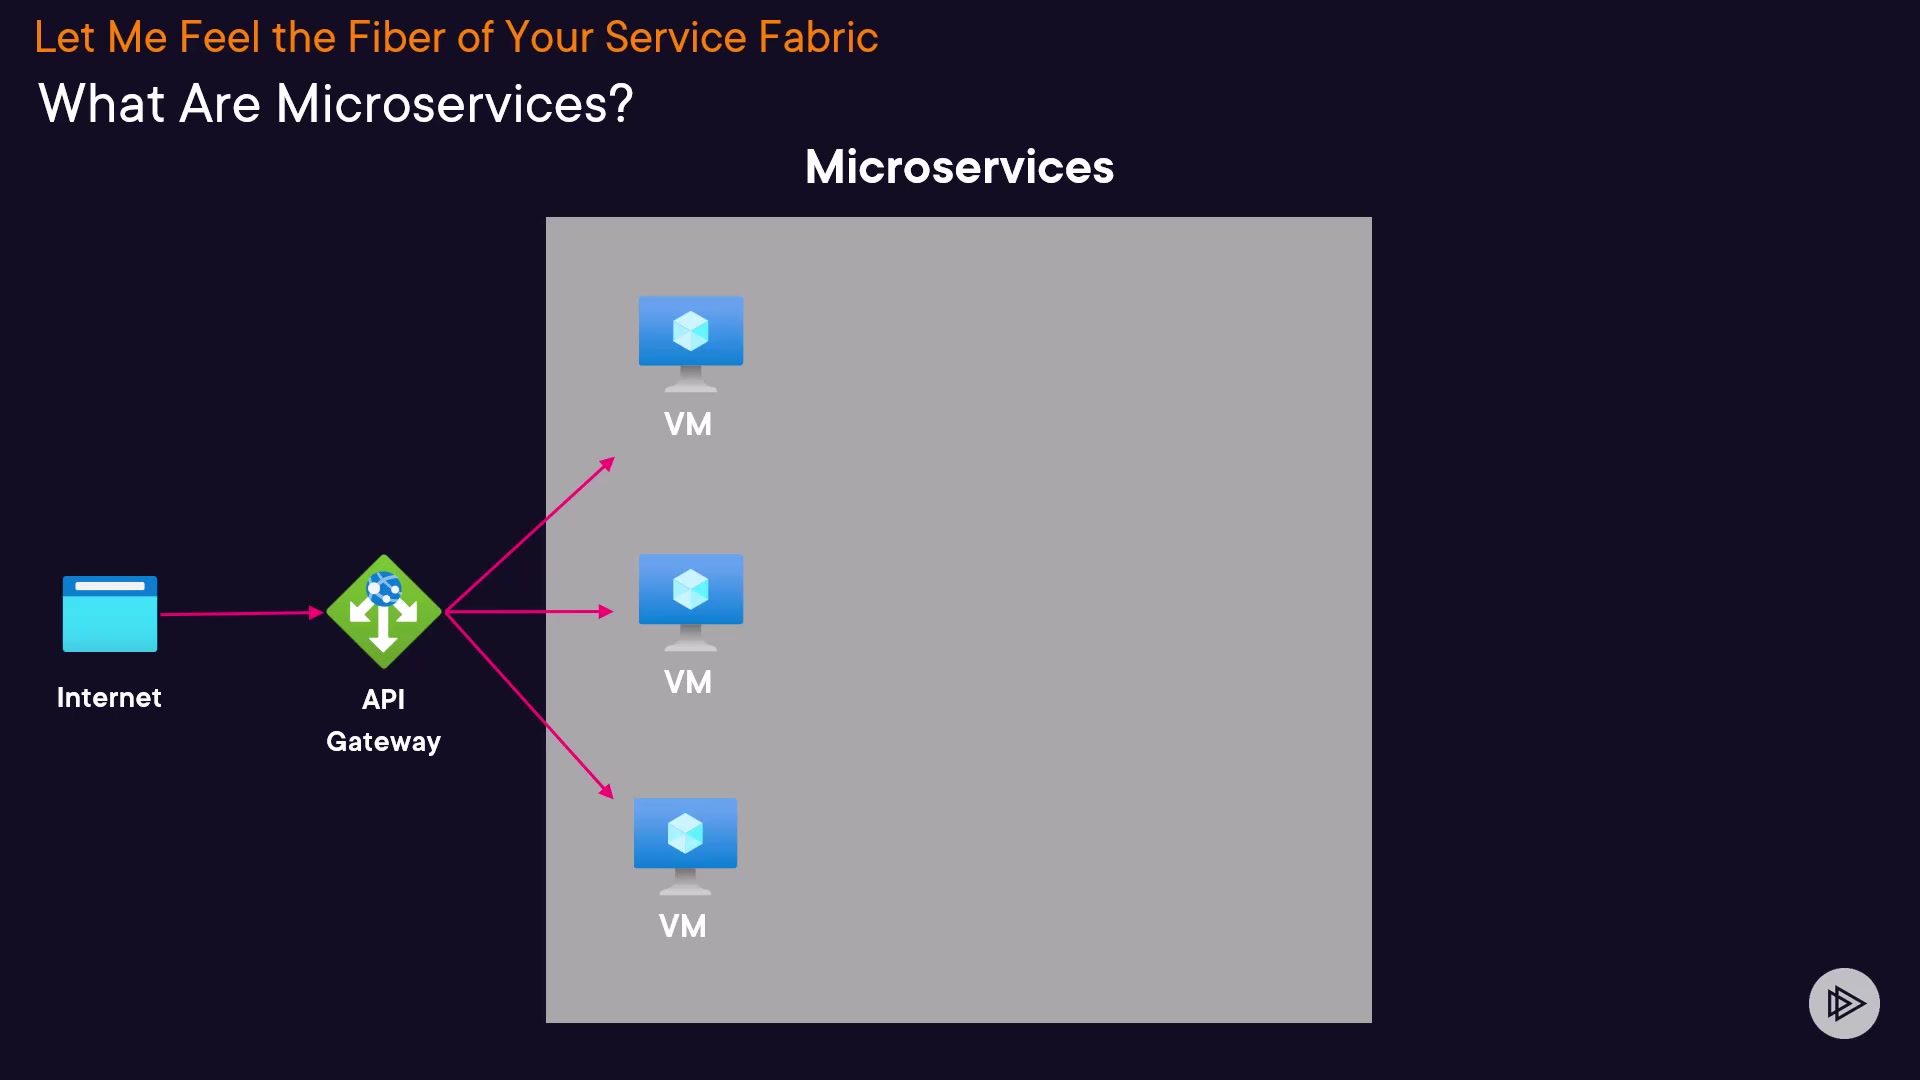 Let Me Feel the Fiber of Your Service Fabric
What Are Microservices?
Microservices
VM
VM
VM
Internet
API
Gateway